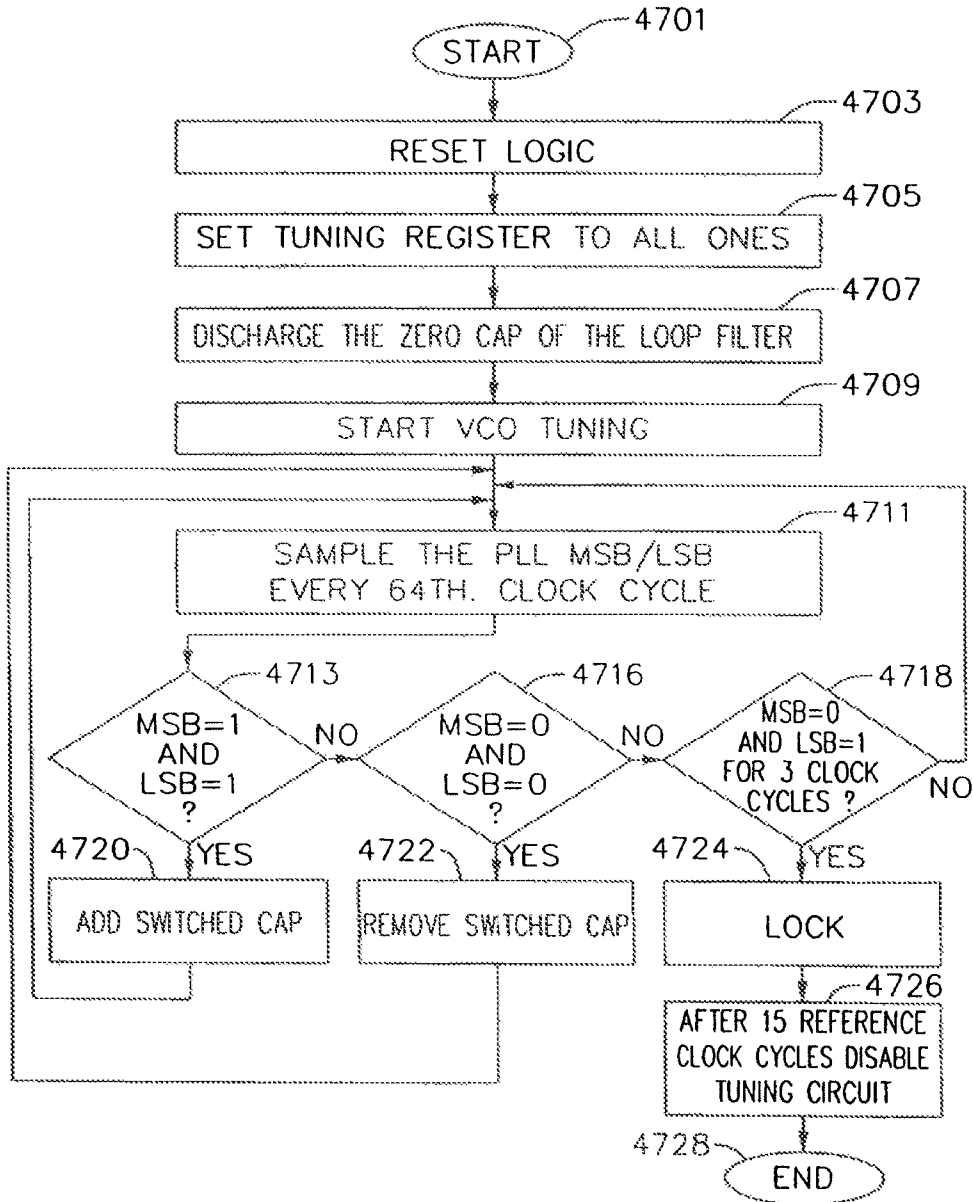 4701
START
4703
RESET LOGIC
4705
SET TUNING REGISTER TO ALL ONES
4707
DISCHARGE THE ZERO CAP OF THE LOOP FILTER
4709
START VCO TUNING
4711
SAMPLE THE PLL MSB/LSB
EVERY 64TH. CLOCK CYCLE
4713
MSB=1
AND
LSB=1
?
NO
YES
4716
MSB=0
AND
LSB=0
?
NO
YES
4718
MSB=0
AND LSB=1
FOR 3 CLOCK
CYCLES ?
NO
YES
4720
ADD SWITCHED CAP
4722
REMOVE SWITCHED CAP
4724
LOCK
4726
AFTER 15 REFERENCE
CLOCK CYCLES DISABLE
TUNING CIRCUIT
4728
END